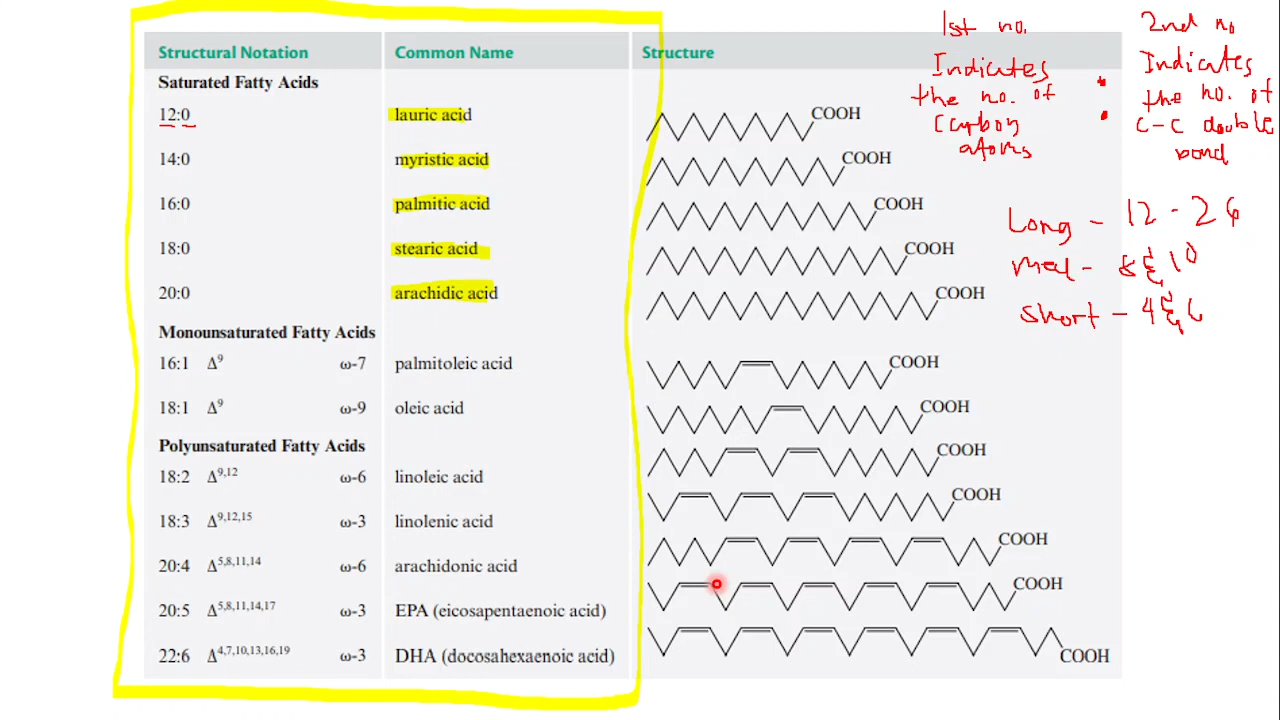 Structural Notation Common Name Structure
Saturated Fatty Acids
12:0 lauric acid COOH
14:0 myristic acid COOH
16:0 palmitic acid COOH
18:0 stearic acid COOH
20:0 arachidic acid COOH
Monounsaturated Fatty Acids
16:1 Δ9 ω-7 palmitoleic acid COOH
18:1 Δ9 ω-9 oleic acid COOH
Polyunsaturated Fatty Acids
18:2 Δ9,12 ω-6 linoleic acid COOH
18:3 Δ9,12,15 ω-3 linolenic acid COOH
20:4 Δ5,8,11,14 ω-6 arachidonic acid COOH
20:5 Δ5,8,11,14,17 ω-3 EPA (eicosapentaenoic acid) COOH
22:6 Δ4,7,10,13,16,19 ω-3 DHA (docosahexaenoic acid) COOH
1st no.
Indicates
the no. of
Carbon
atoms
:
2nd no
Indicates
the no. of
C-C double
bond
Long - 12 - 26
med - 8 & 10
short - 4 & 6